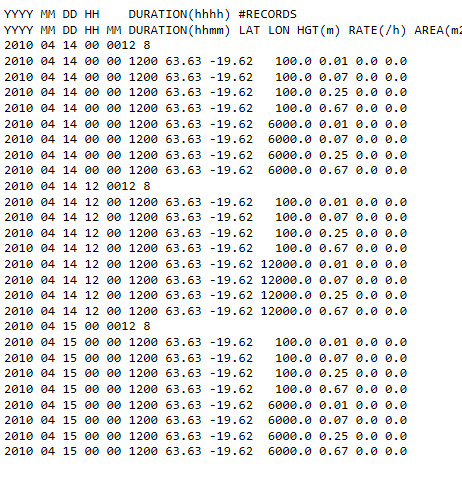 YYYY MM DD HH    DURATION(hhhh) #RECORDS
YYYY MM DD HH MM DURATION(hhmm) LAT LON HGT(m) RATE(/h) AREA(m2
2010 04 14 00 0012 8
2010 04 14 00 00 1200 63.63 -19.62   100.0 0.01 0.0 0.0
2010 04 14 00 00 1200 63.63 -19.62   100.0 0.07 0.0 0.0
2010 04 14 00 00 1200 63.63 -19.62   100.0 0.25 0.0 0.0
2010 04 14 00 00 1200 63.63 -19.62   100.0 0.67 0.0 0.0
2010 04 14 00 00 1200 63.63 -19.62  6000.0 0.01 0.0 0.0
2010 04 14 00 00 1200 63.63 -19.62  6000.0 0.07 0.0 0.0
2010 04 14 00 00 1200 63.63 -19.62  6000.0 0.25 0.0 0.0
2010 04 14 00 00 1200 63.63 -19.62  6000.0 0.67 0.0 0.0
2010 04 14 12 0012 8
2010 04 14 12 00 1200 63.63 -19.62   100.0 0.01 0.0 0.0
2010 04 14 12 00 1200 63.63 -19.62   100.0 0.07 0.0 0.0
2010 04 14 12 00 1200 63.63 -19.62   100.0 0.25 0.0 0.0
2010 04 14 12 00 1200 63.63 -19.62   100.0 0.67 0.0 0.0
2010 04 14 12 00 1200 63.63 -19.62 12000.0 0.01 0.0 0.0
2010 04 14 12 00 1200 63.63 -19.62 12000.0 0.07 0.0 0.0
2010 04 14 12 00 1200 63.63 -19.62 12000.0 0.25 0.0 0.0
2010 04 14 12 00 1200 63.63 -19.62 12000.0 0.67 0.0 0.0
2010 04 15 00 0012 8
2010 04 15 00 00 1200 63.63 -19.62   100.0 0.01 0.0 0.0
2010 04 15 00 00 1200 63.63 -19.62   100.0 0.07 0.0 0.0
2010 04 15 00 00 1200 63.63 -19.62   100.0 0.25 0.0 0.0
2010 04 15 00 00 1200 63.63 -19.62   100.0 0.67 0.0 0.0
2010 04 15 00 00 1200 63.63 -19.62  6000.0 0.01 0.0 0.0
2010 04 15 00 00 1200 63.63 -19.62  6000.0 0.07 0.0 0.0
2010 04 15 00 00 1200 63.63 -19.62  6000.0 0.25 0.0 0.0
2010 04 15 00 00 1200 63.63 -19.62  6000.0 0.67 0.0 0.0